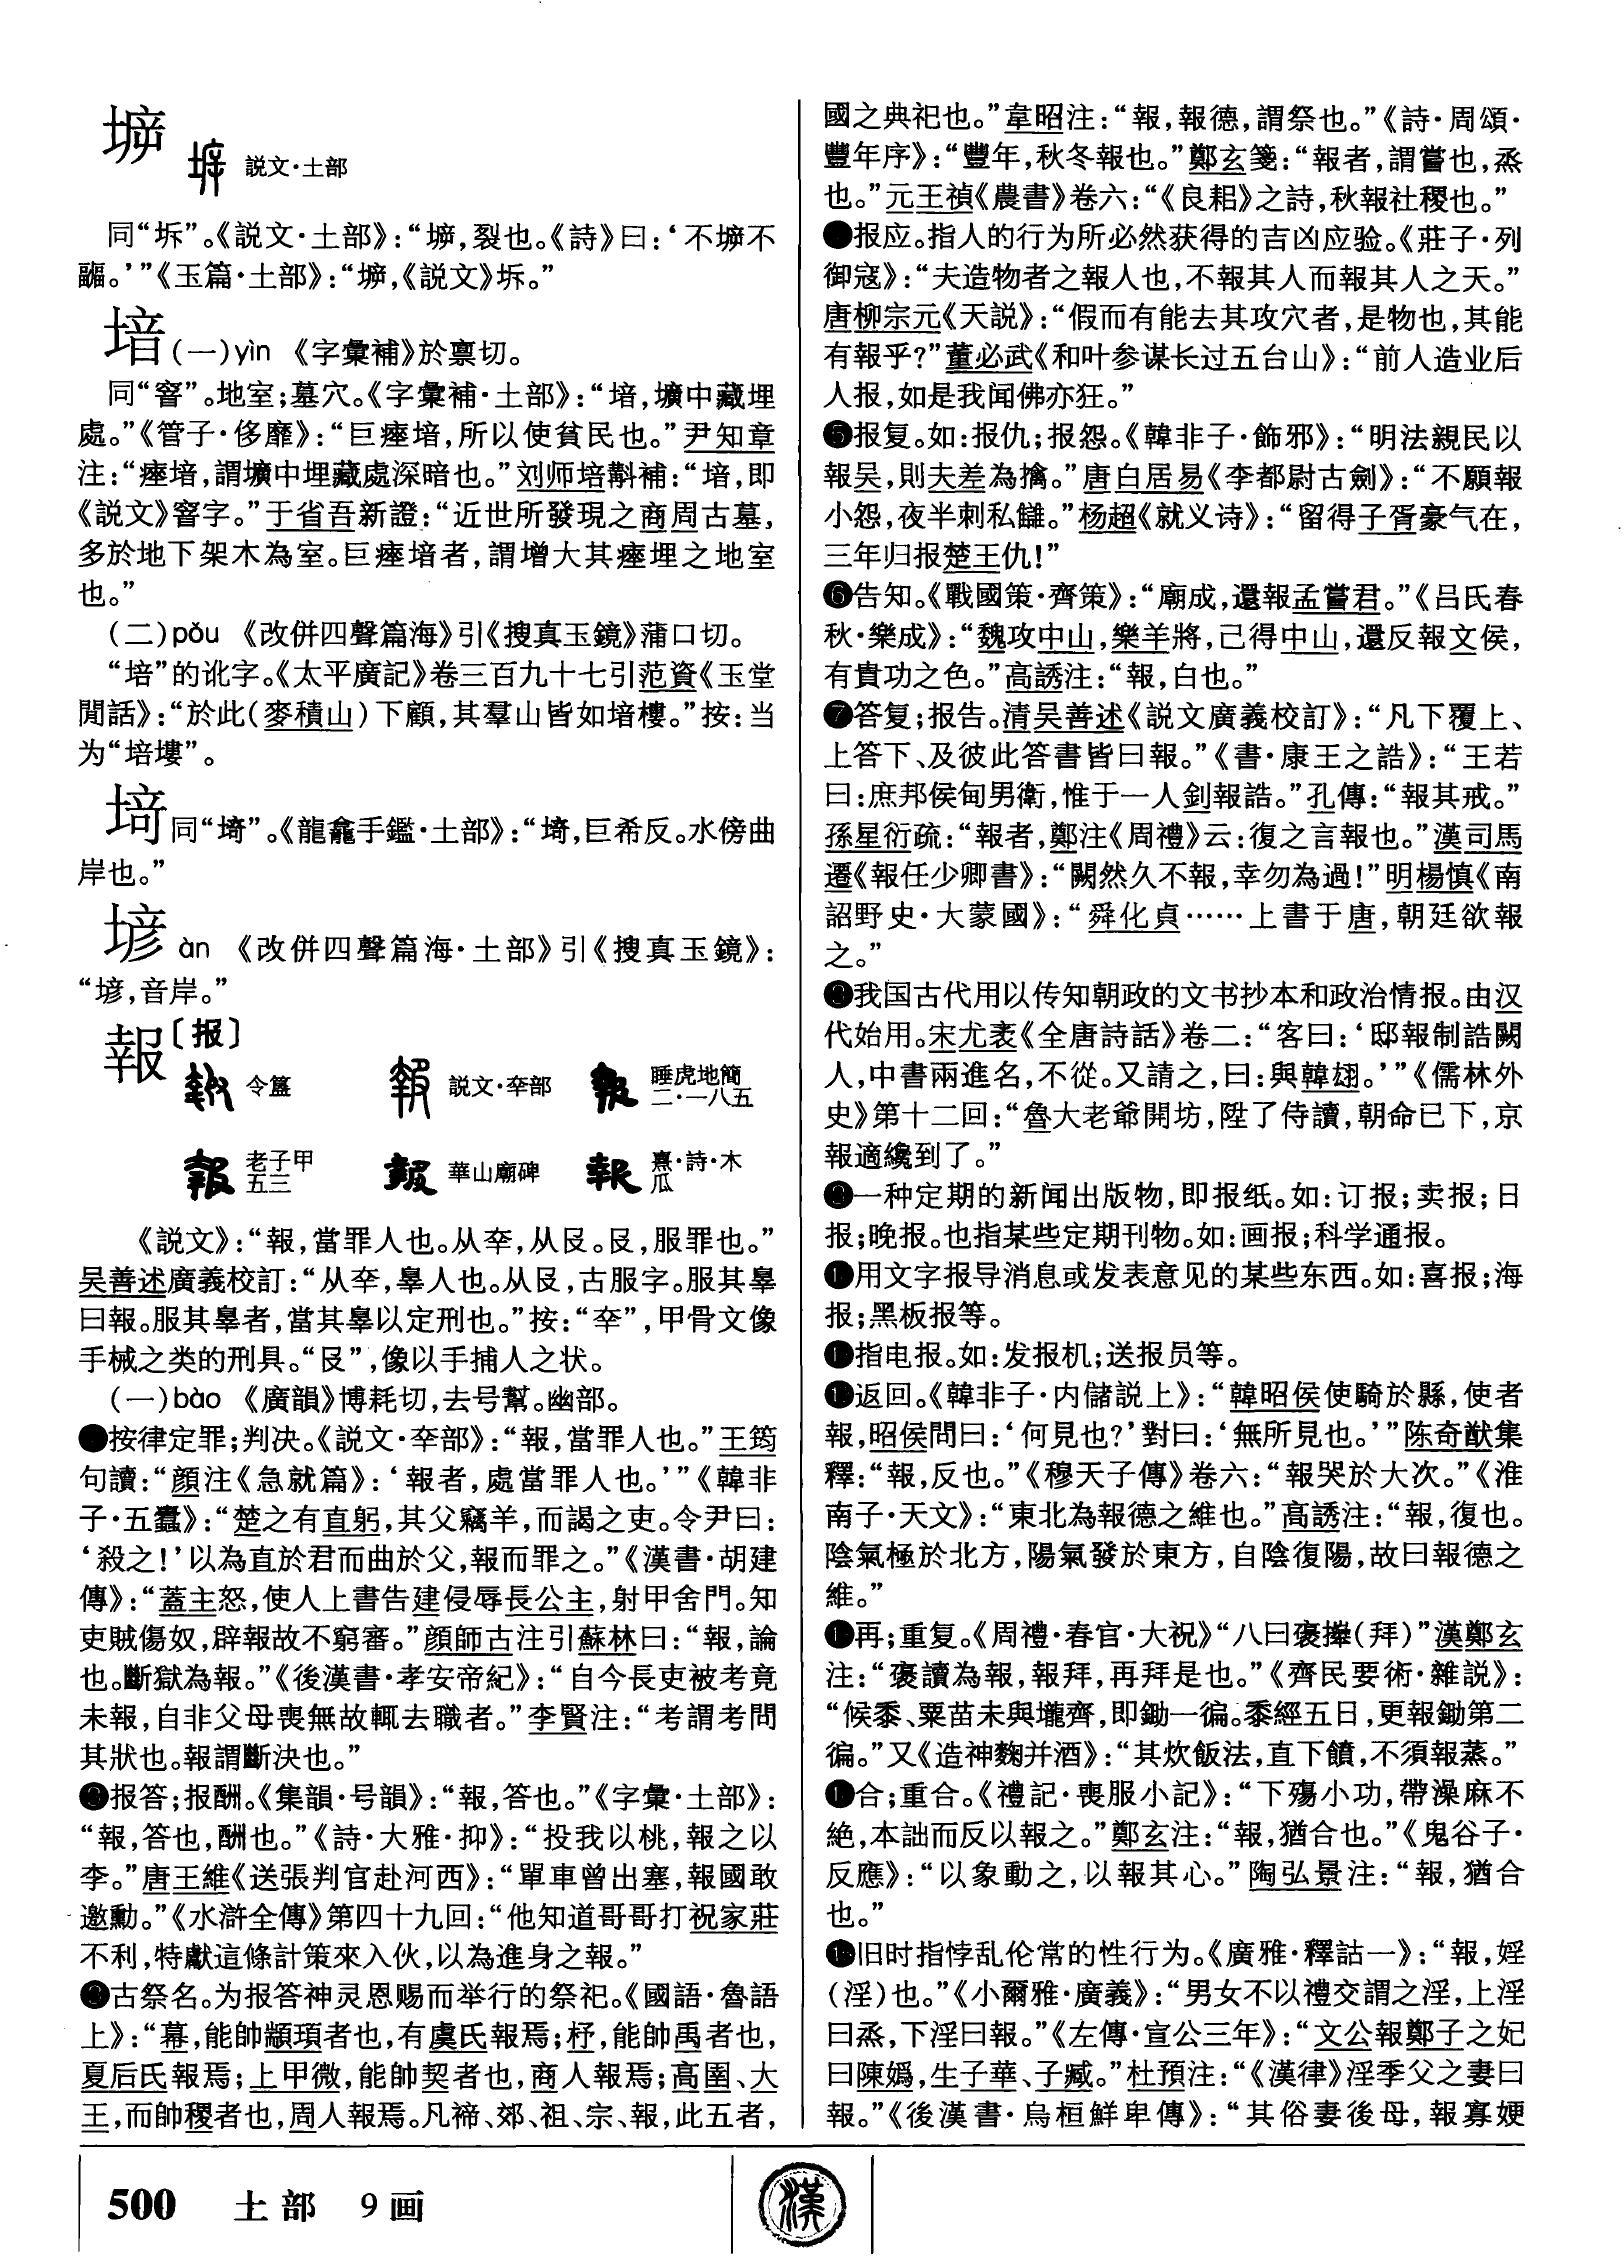 㙤 説文·土部
同“坼”。《説文·土部》：“㙤，裂也。《詩》曰：‘不㙤不
疈。’”《玉篇·土部》：“㙤，《説文》坼。”
(一)yìn 《字彙補》於禀切。
同“窨”。地室；墓穴。《字彙補·土部》：“堷，壙中藏埋
處。”《管子·侈靡》：“巨瘞堷，所以使貧民也。”尹知章
注：“瘞堷，謂壙中埋藏處深暗也。”刘师培斠補：“堷，即
《説文》窨字。”于省吾新證：“近世所發現之商周古墓，
多於地下架木為室。巨瘞堷者，謂增大其瘞埋之地室
也。”
(二)pǒu 《改併四聲篇海》引《搜真玉鏡》蒲口切。
“培”的讹字。《太平廣記》卷三百九十七引范資《玉堂
閒話》：“於此(麥積山)下顧，其羣山皆如堷樓。”按：当
为“培塿”。
同“埼”。《龍龕手鑑·土部》：“㙨，巨希反。水傍曲
岸也。”
àn 《改併四聲篇海·土部》引《搜真玉鏡》：
“㙬，音岸。”
報〔报〕
令簋 説文·㚔部 睡虎地簡二·一八五
老子甲五三 華山廟碑 熹·詩·木瓜
《説文》：“報，當罪人也。从㚔，从𠬝。𠬝，服罪也。”
吴善述廣義校訂：“从㚔，辠人也。从𠬝，古服字。服其辠
曰報。服其辠者，當其辠以定刑也。”按：“㚔”，甲骨文像
手械之类的刑具。“𠬝”，像以手捕人之状。
(一)bào 《廣韻》博耗切，去号幫。幽部。
❶按律定罪；判决。《説文·㚔部》：“報，當罪人也。”王筠
句讀：“顔注《急就篇》：‘報者，處當罪人也。’”《韓非
子·五蠹》：“楚之有直躬，其父竊羊，而謁之吏。令尹曰：
‘殺之！’以為直於君而曲於父，報而罪之。”《漢書·胡建
傳》：“蓋主怒，使人上書告建侵辱長公主，射甲舍門。知
吏賊傷奴，辟報故不窮審。”顔師古注引蘇林曰：“報，論
也。斷獄為報。”《後漢書·孝安帝紀》：“自今長吏被考竟
未報，自非父母喪無故輒去職者。”李賢注：“考謂考問
其狀也。報謂斷決也。”
❷报答；报酬。《集韻·号韻》：“報，答也。”《字彙·土部》：
“報，答也，酬也。”《詩·大雅·抑》：“投我以桃，報之以
李。”唐王維《送張判官赴河西》：“單車曾出塞，報國敢
邀勳。”《水滸全傳》第四十九回：“他知道哥哥打祝家莊
不利，特獻這條計策來入伙，以為進身之報。”
❸古祭名。为报答神灵恩赐而举行的祭祀。《國語·魯語
上》：“幕，能帥顓頊者也，有虞氏報焉；杼，能帥禹者也，
夏后氏報焉；上甲微，能帥契者也，商人報焉；高圉、大
王，而帥稷者也，周人報焉。凡禘、郊、祖、宗、報，此五者，
國之典祀也。”韋昭注：“報，報德，謂祭也。”《詩·周頌·
豐年序》：“豐年，秋冬報也。”鄭玄箋：“報者，謂嘗也，烝
也。”元王禎《農書》卷六：“《良耜》之詩，秋報社稷也。”
❹报应。指人的行为所必然获得的吉凶应验。《莊子·列
御寇》：“夫造物者之報人也，不報其人而報其人之天。”
唐柳宗元《天説》：“假而有能去其攻穴者，是物也，其能
有報乎？”董必武《和叶参谋长过五台山》：“前人造业后
人报，如是我闻佛亦狂。”
❺报复。如：报仇；报怨。《韓非子·飾邪》：“明法親民以
報吴，則夫差為擒。”唐白居易《李都尉古劍》：“不願報
小怨，夜半刺私讎。”杨超《就义诗》：“留得子胥豪气在，
三年归报楚王仇！”
❻告知。《戰國策·齊策》：“廟成，還報孟嘗君。”《吕氏春
秋·樂成》：“魏攻中山，樂羊將，己得中山，還反報文侯，
有貴功之色。”高誘注：“報，白也。”
❼答复；报告。清吴善述《説文廣義校訂》：“凡下覆上、
上答下、及彼此答書皆曰報。”《書·康王之誥》：“王若
曰：庶邦侯甸男衛，惟予一人釗報誥。”孔傳：“報其戒。”
孫星衍疏：“報者，鄭注《周禮》云：復之言報也。”漢司馬
遷《報任少卿書》：“闕然久不報，幸勿為過！”明楊慎《南
詔野史·大蒙國》：“舜化貞……上書于唐，朝廷欲報
之。”
❽我国古代用以传知朝政的文书抄本和政治情报。由汉
代始用。宋尤袤《全唐詩話》卷二：“客曰：‘邸報制誥闕
人，中書兩進名，不從。又請之，曰：與韓翃。’”《儒林外
史》第十二回：“魯大老爺開坊，陞了侍讀，朝命已下，京
報適纔到了。”
❾一种定期的新闻出版物，即报纸。如：订报；卖报；日
报；晚报。也指某些定期刊物。如：画报；科学通报。
❿用文字报导消息或发表意见的某些东西。如：喜报；海
报；黑板报等。
⓫指电报。如：发报机；送报员等。
⓬返回。《韓非子·内儲説上》：“韓昭侯使騎於縣，使者
報，昭侯問曰：‘何見也？’對曰：‘無所見也。’”陈奇猷集
釋：“報，反也。”《穆天子傳》卷六：“報哭於大次。”《淮
南子·天文》：“東北為報德之維也。”高誘注：“報，復也。
陰氣極於北方，陽氣發於東方，自陰復陽，故曰報德之
維。”
⓭再；重复。《周禮·春官·大祝》“八曰褒𢷎(拜)”漢鄭玄
注：“褒讀為報，報拜，再拜是也。”《齊民要術·雜説》：
“候黍、粟苗未與壠齊，即鋤一徧。黍經五日，更報鋤第二
徧。”又《造神麴并酒》：“其炊飯法，直下饙，不須報蒸。”
⓮合；重合。《禮記·喪服小記》：“下殤小功，帶澡麻不
絶，本詘而反以報之。”鄭玄注：“報，猶合也。”《鬼谷子·
反應》：“以象動之，以報其心。”陶弘景注：“報，猶合
也。”
⓯旧时指悖乱伦常的性行为。《廣雅·釋詁一》：“報，婬
(淫)也。”《小爾雅·廣義》：“男女不以禮交謂之淫，上淫
曰烝，下淫曰報。”《左傳·宣公三年》：“文公報鄭子之妃
曰陳嬀，生子華、子臧。”杜預注：“《漢律》淫季父之妻曰
報。”《後漢書·烏桓鮮卑傳》：“其俗妻後母，報寡㛐
500 土部 9画
漢